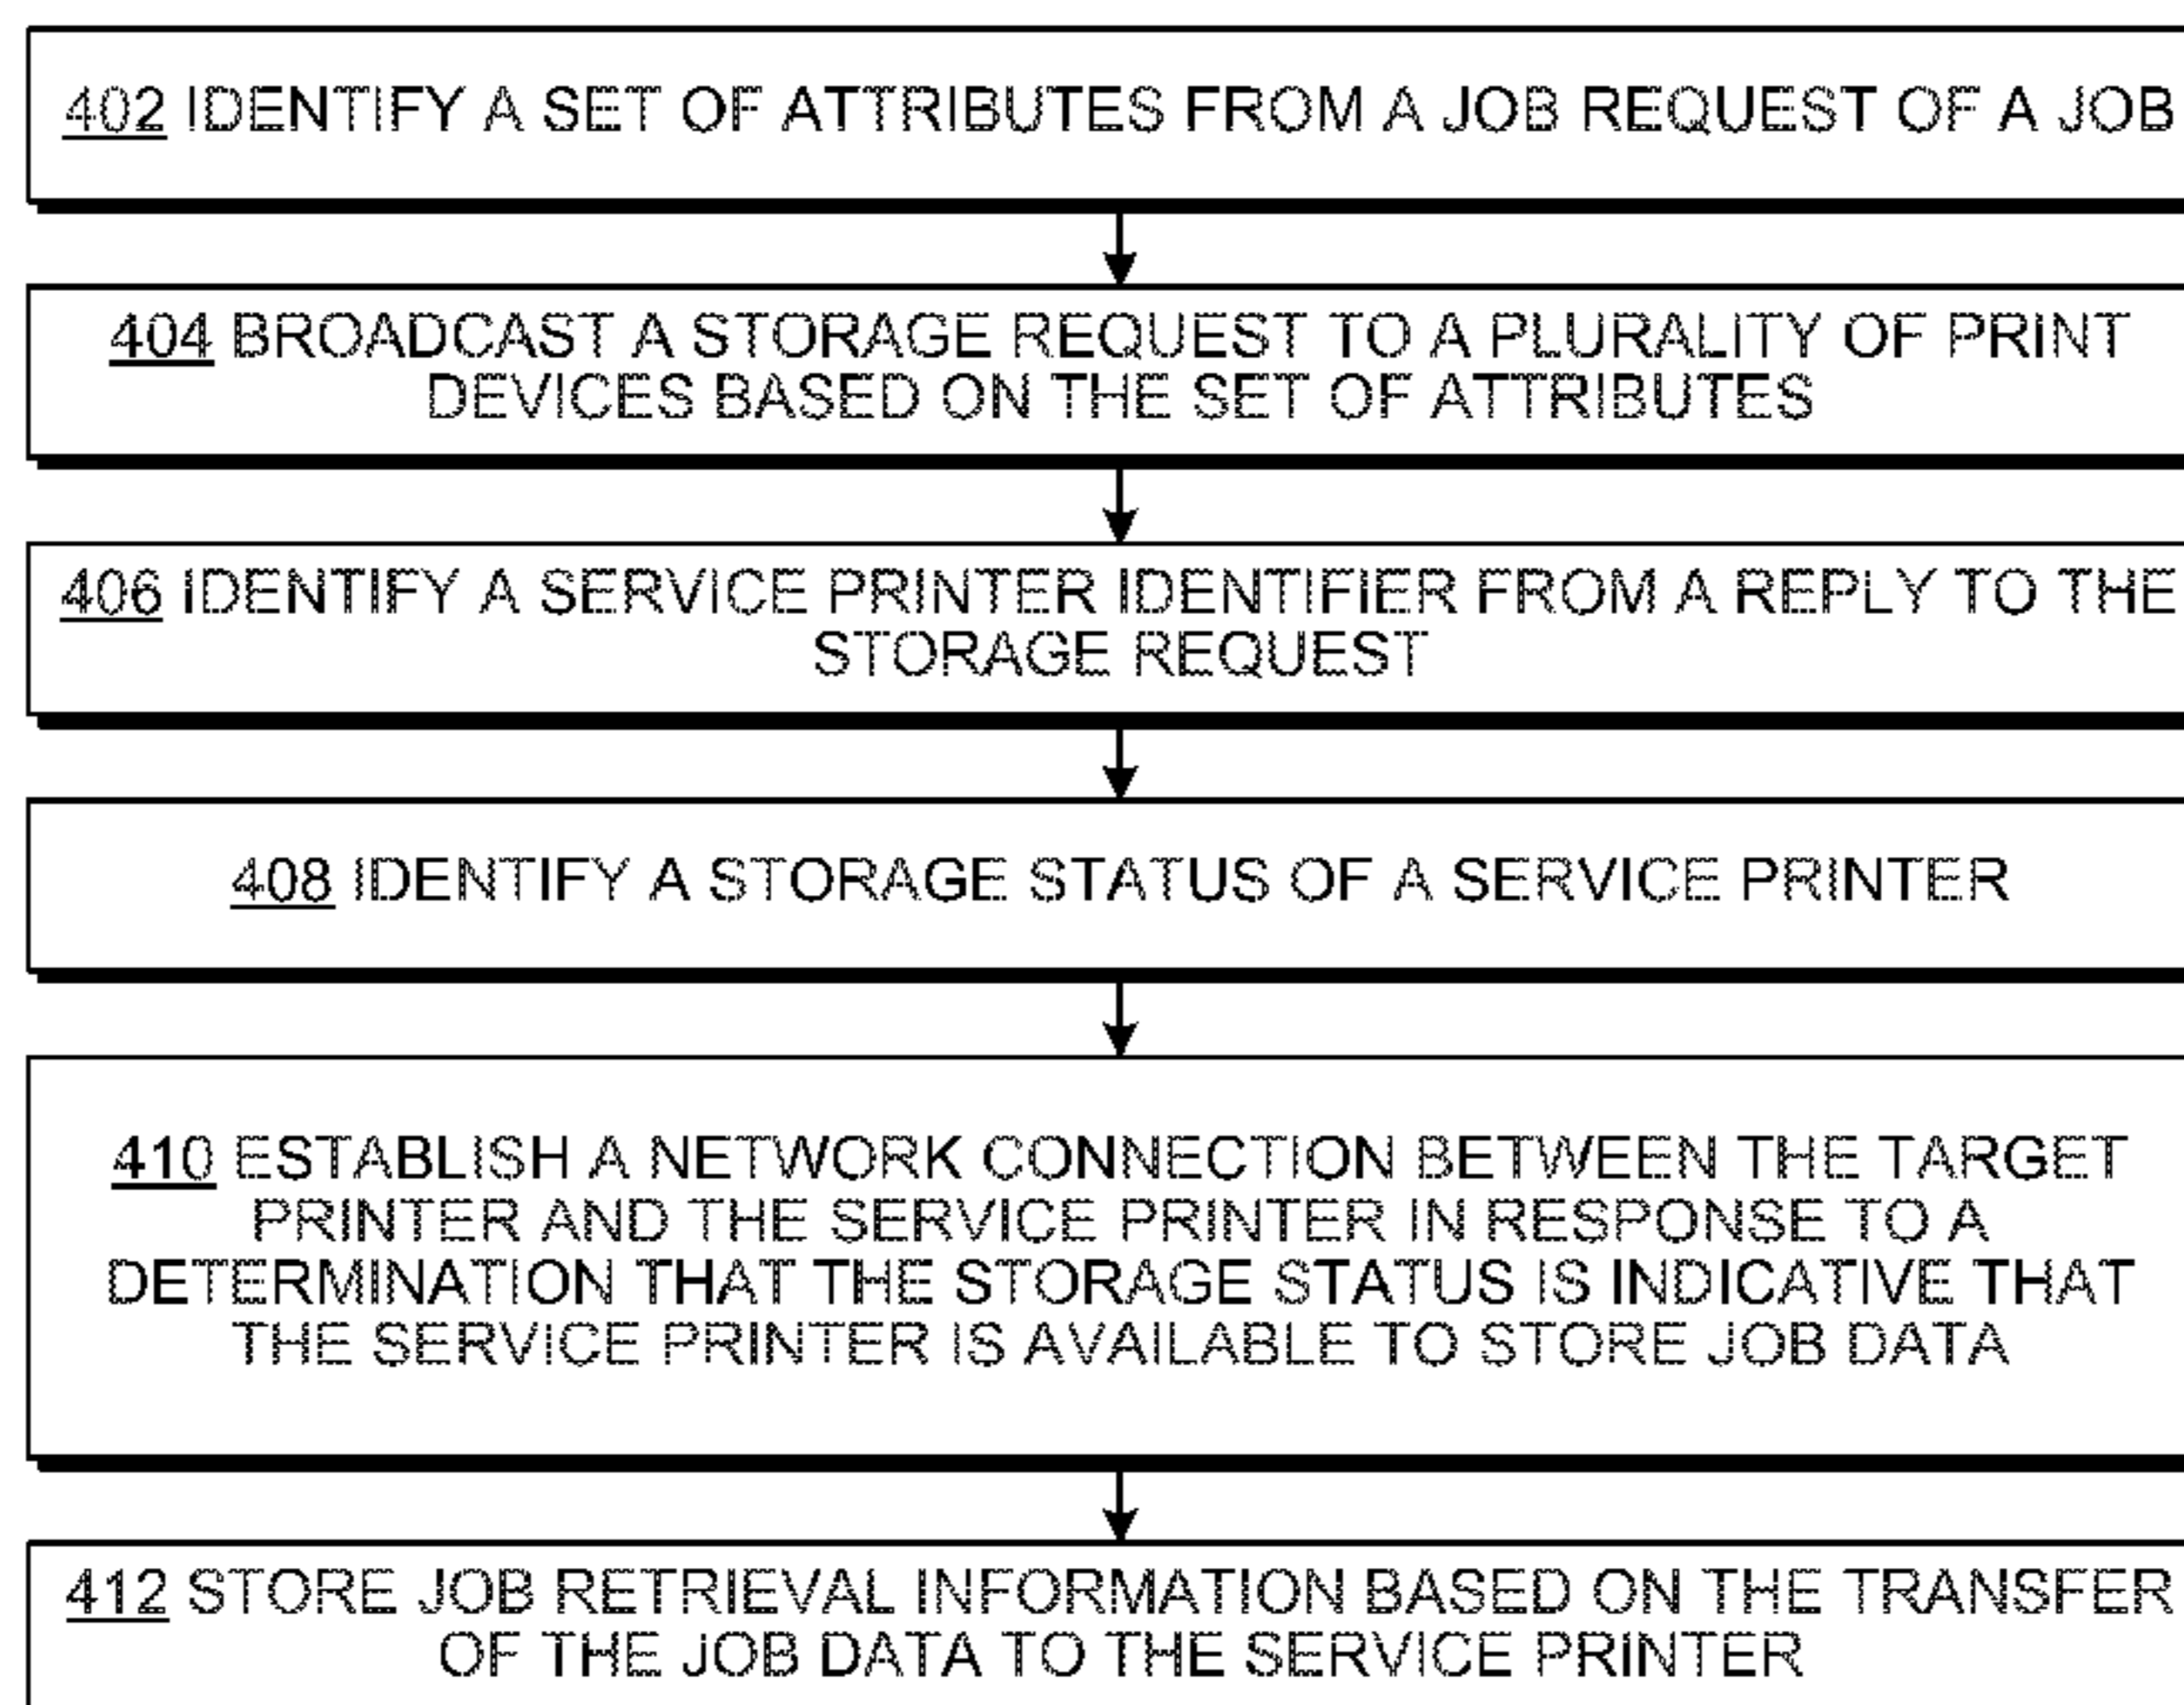 402 IDENTIFY A SET OF ATTRIBUTES FROM A JOB REQUEST OF A JOB
404 BROADCAST A STORAGE REQUEST TO A PLURALITY OF PRINT
DEVICES BASED ON THE SET OF ATTRIBUTES
406 IDENTIFY A SERVICE PRINTER IDENTIFIER FROM A REPLY TO THE
STORAGE REQUEST
408 IDENTIFY A STORAGE STATUS OF A SERVICE PRINTER
410 ESTABLISH A NETWORK CONNECTION BETWEEN THE TARGET
PRINTER AND THE SERVICE PRINTER IN RESPONSE TO A
DETERMINATION THAT THE STORAGE STATUS IS INDICATIVE THAT
THE SERVICE PRINTER IS AVAILABLE TO STORE JOB DATA
412 STORE JOB RETRIEVAL INFORMATION BASED ON THE TRANSFER
OF THE JOB DATA TO THE SERVICE PRINTER